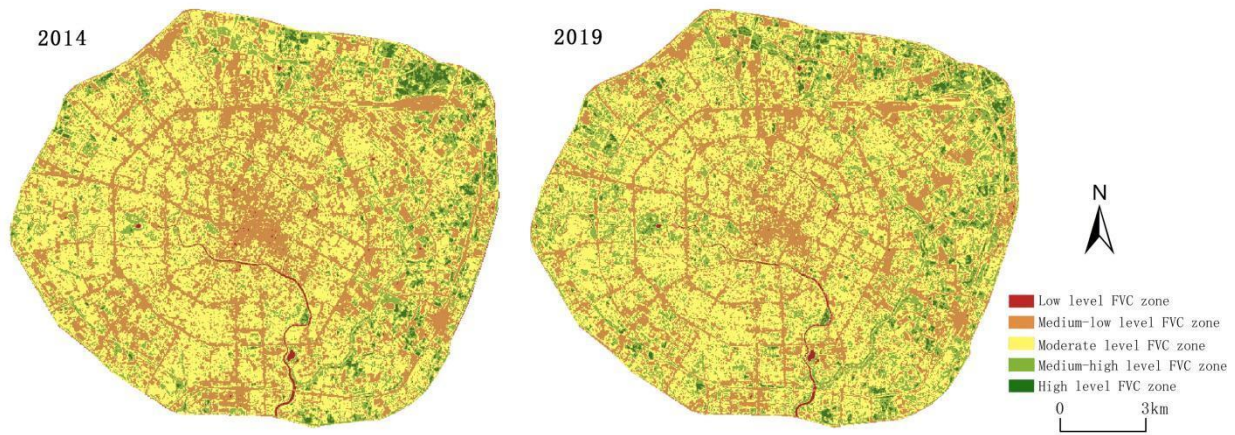 2014
2019
N
Low level FVC zone
Medium-low level FVC zone
Moderate level FVC zone
Medium-high level FVC zone
High level FVC zone
0 3km